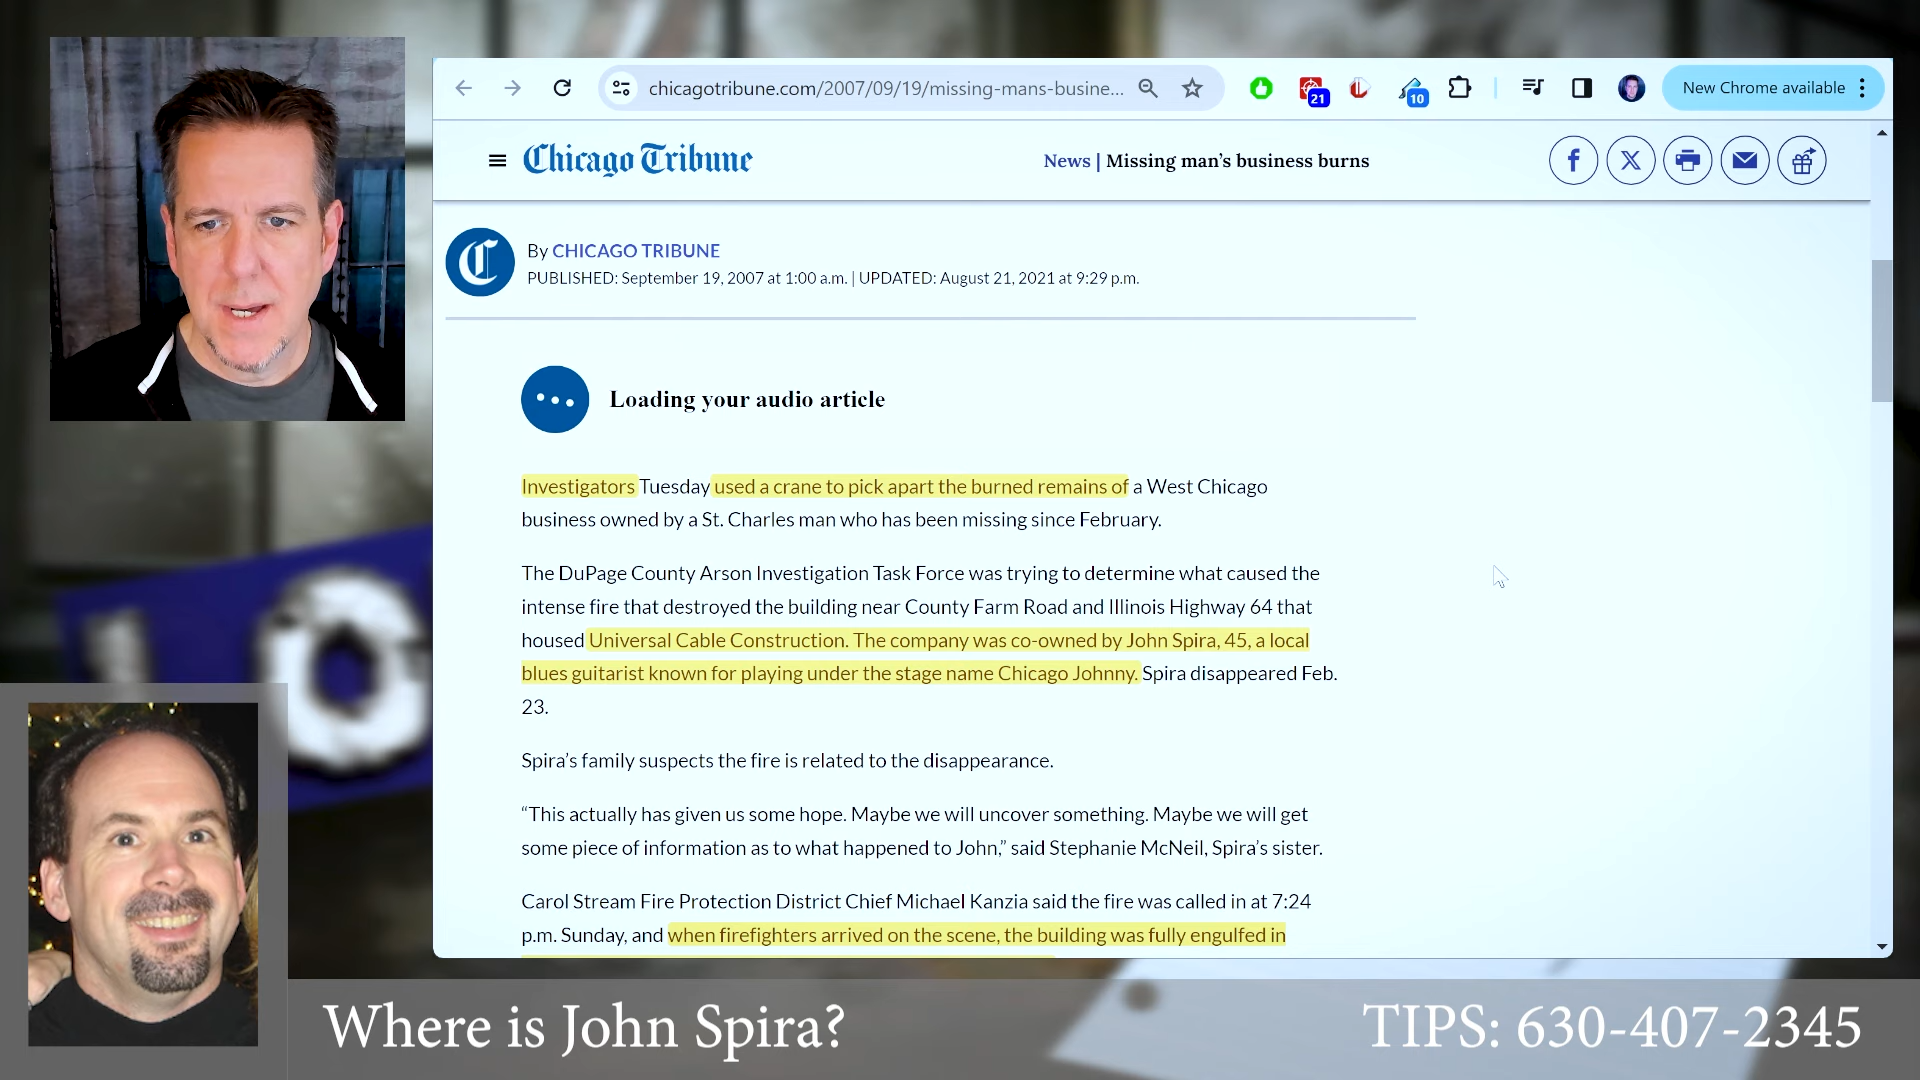 chicagotribune.com/2007/09/19/missing-mans-busine...
21
10
New Chrome available
Chicago Tribune
News | Missing man’s business burns
By CHICAGO TRIBUNE
PUBLISHED: September 19, 2007 at 1:00 a.m. | UPDATED: August 21, 2021 at 9:29 p.m.
Loading your audio article
Investigators Tuesday used a crane to pick apart the burned remains of a West Chicago
business owned by a St. Charles man who has been missing since February.
The DuPage County Arson Investigation Task Force was trying to determine what caused the
intense fire that destroyed the building near County Farm Road and Illinois Highway 64 that
housed Universal Cable Construction. The company was co-owned by John Spira, 45, a local
blues guitarist known for playing under the stage name Chicago Johnny. Spira disappeared Feb.
23.
Spira’s family suspects the fire is related to the disappearance.
“This actually has given us some hope. Maybe we will uncover something. Maybe we will get
some piece of information as to what happened to John,” said Stephanie McNeil, Spira’s sister.
Carol Stream Fire Protection District Chief Michael Kanzia said the fire was called in at 7:24
p.m. Sunday, and when firefighters arrived on the scene, the building was fully engulfed in
Where is John Spira?
TIPS: 630-407-2345